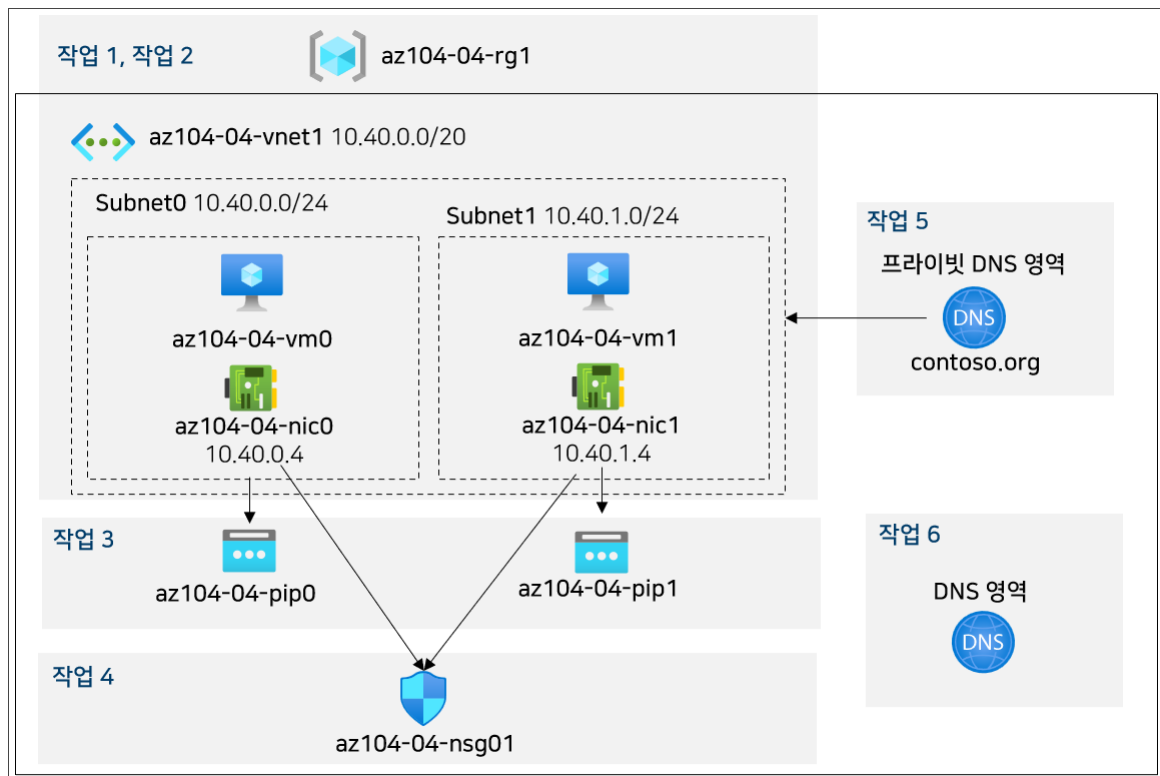 작업 1, 작업 2
az104-04-rg1
az104-04-vnet1 10.40.0.0/20
Subnet0 10.40.0.0/24
Subnet1 10.40.1.0/24
az104-04-vm0
az104-04-vm1
az104-04-nic0
az104-04-nic1
10.40.0.4
10.40.1.4
작업 5
프라이빗 DNS 영역
DNS
contoso.org
작업 3
az104-04-pip0
az104-04-pip1
작업 6
DNS 영역
DNS
작업 4
az104-04-nsg01